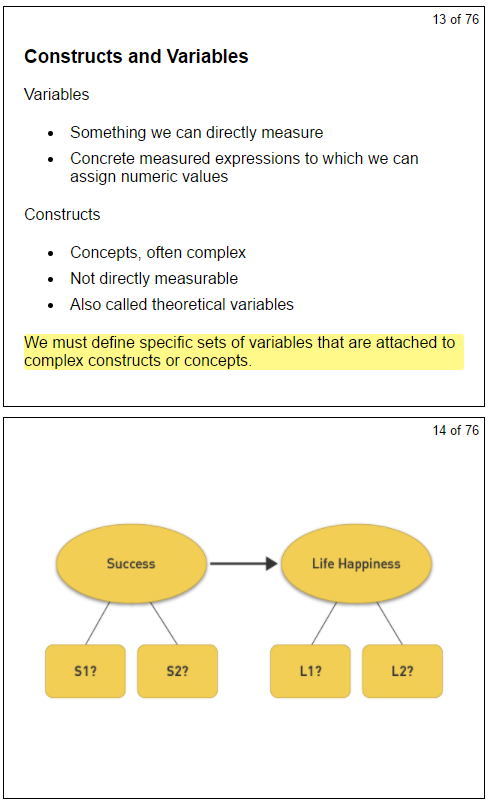 13 of 76
Constructs and Variables
Variables
• Something we can directly measure
• Concrete measured expressions to which we can
assign numeric values
Constructs
• Concepts, often complex
• Not directly measurable
• Also called theoretical variables
We must define specific sets of variables that are attached to
complex constructs or concepts.
14 of 76
Success
Life Happiness
S1?
S2?
L1?
L2?